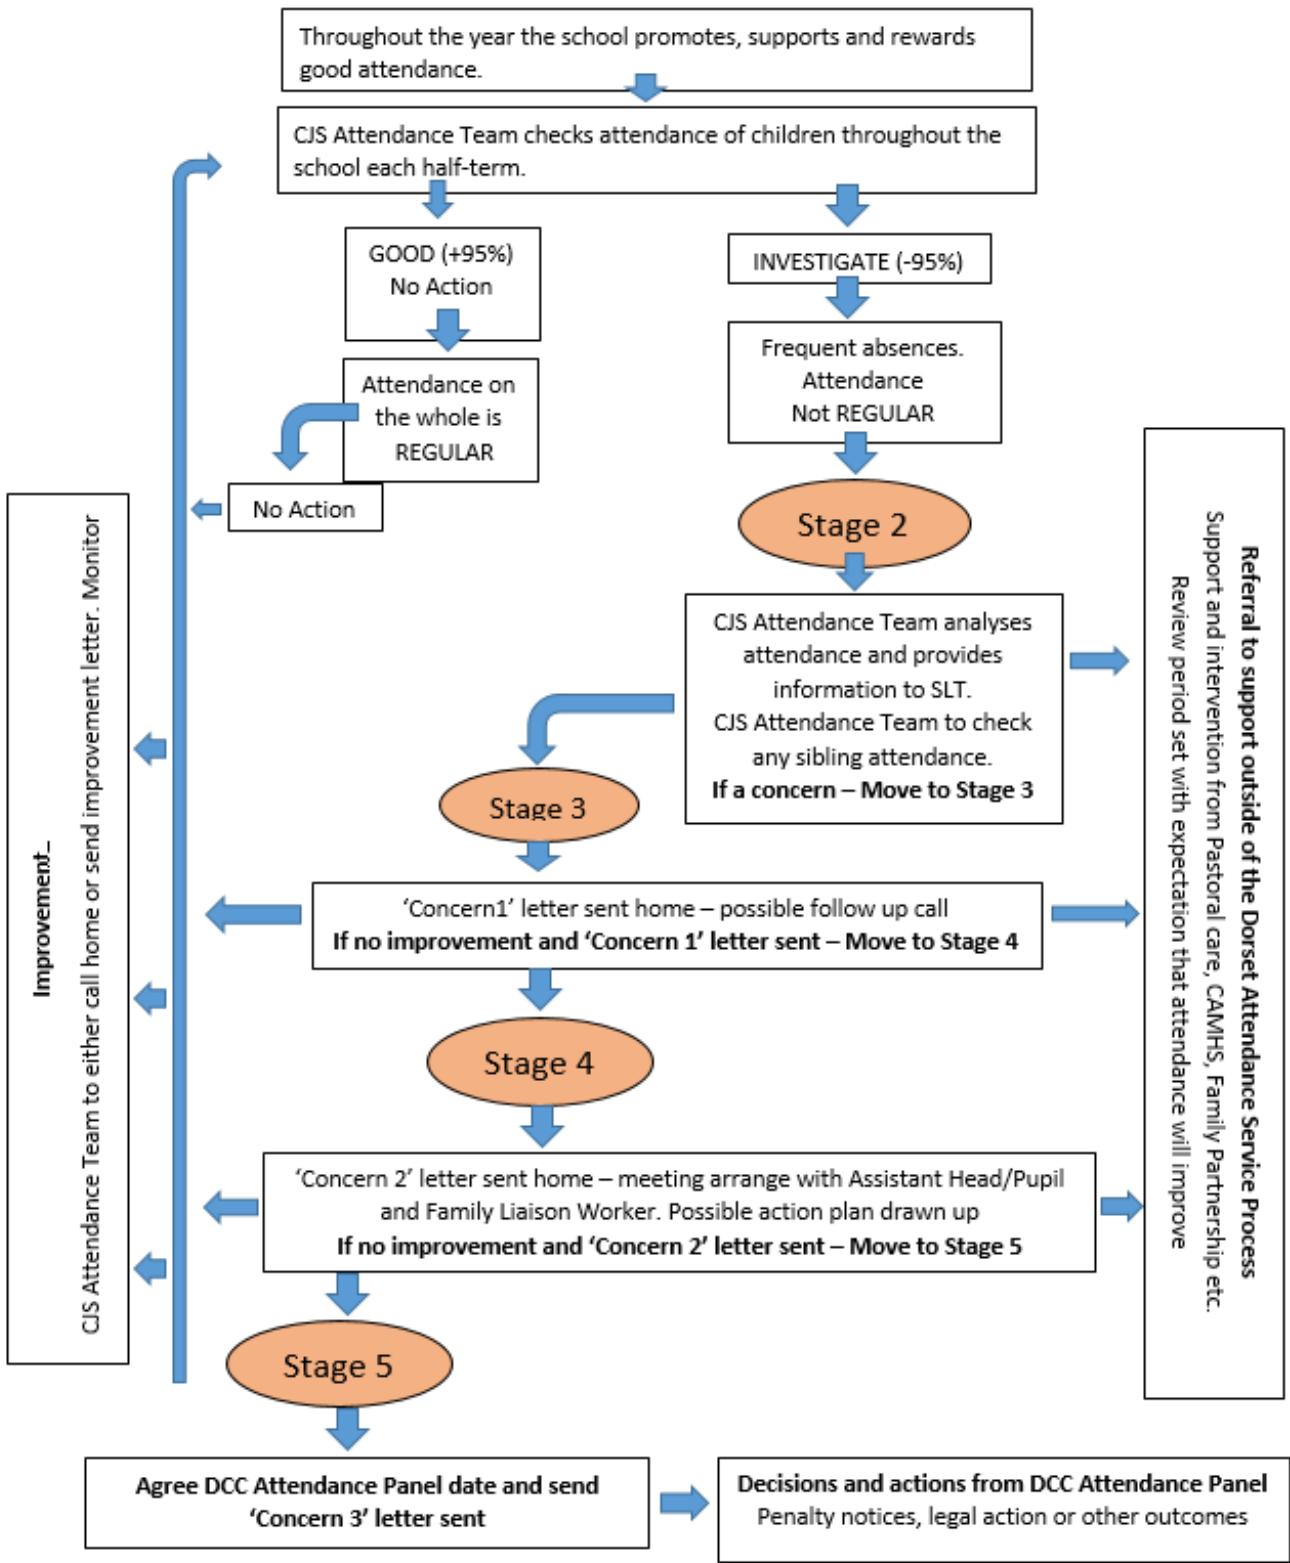 Throughout the year the school promotes, supports and rewards
good attendance.
CJS Attendance Team checks attendance of children throughout the
school each half-term.
GOOD (+95%)
No Action
INVESTIGATE (-95%)
Attendance on
the whole is
REGULAR
Frequent absences.
Attendance
Not REGULAR
No Action
Stage 2
CJS Attendance Team analyses
attendance and provides
information to SLT.
CJS Attendance Team to check
any sibling attendance.
If a concern – Move to Stage 3
Stage 3
‘Concern1’ letter sent home – possible follow up call
If no improvement and ‘Concern 1’ letter sent – Move to Stage 4
Stage 4
‘Concern 2’ letter sent home – meeting arrange with Assistant Head/Pupil
and Family Liaison Worker. Possible action plan drawn up
If no improvement and ‘Concern 2’ letter sent – Move to Stage 5
Stage 5
Agree DCC Attendance Panel date and send
‘Concern 3’ letter sent
Decisions and actions from DCC Attendance Panel
Penalty notices, legal action or other outcomes
Improvement_
CJS Attendance Team to either call home or send improvement letter. Monitor
Referral to support outside of the Dorset Attendance Service Process
Support and intervention from Pastoral care, CAMHS, Family Partnership etc.
Review period set with expectation that attendance will improve